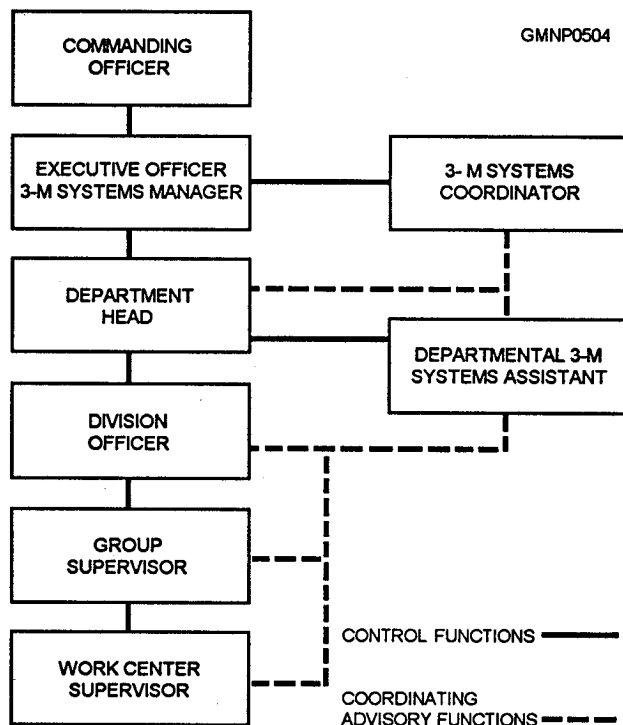 COMMANDING
OFFICER
GMNP0504
EXECUTIVE OFFICER
3-M SYSTEMS MANAGER
3- M SYSTEMS
COORDINATOR
DEPARTMENT
HEAD
DEPARTMENTAL 3-M
SYSTEMS ASSISTANT
DIVISION
OFFICER
GROUP
SUPERVISOR
WORK CENTER
SUPERVISOR
CONTROL FUNCTIONS
COORDINATING
ADVISORY FUNCTIONS